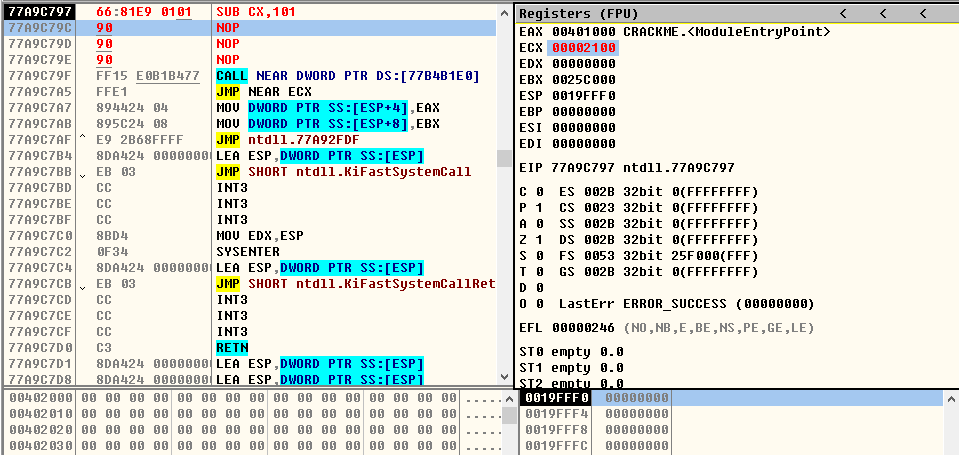 77A9C797 66:81E9 0101 SUB CX,101
77A9C79C 90 NOP
77A9C79D 90 NOP
77A9C79E 90 NOP
77A9C79F FF15 E0B1B477 CALL NEAR DWORD PTR DS:[77B4B1E0]
77A9C7A5 FFE1 JMP NEAR ECX
77A9C7A7 894424 04 MOV DWORD PTR SS:[ESP+4],EAX
77A9C7AB 895C24 08 MOV DWORD PTR SS:[ESP+8],EBX
77A9C7AF ^ E9 2B68FFFF JMP ntdll.77A92FDF
77A9C7B4 8DA424 00000000 LEA ESP,DWORD PTR SS:[ESP]
77A9C7BB ˇ EB 03 JMP SHORT ntdll.KiFastSystemCall
77A9C7BD CC INT3
77A9C7BE CC INT3
77A9C7BF CC INT3
77A9C7C0 8BD4 MOV EDX,ESP
77A9C7C2 0F34 SYSENTER
77A9C7C4 8DA424 00000000 LEA ESP,DWORD PTR SS:[ESP]
77A9C7CB ˇ EB 03 JMP SHORT ntdll.KiFastSystemCallRet
77A9C7CD CC INT3
77A9C7CE CC INT3
77A9C7CF CC INT3
77A9C7D0 C3 RETN
77A9C7D1 8DA424 00000000 LEA ESP,DWORD PTR SS:[ESP]
77A9C7D8 8DA424 00000000 LEA ESP,DWORD PTR SS:[ESP]
Registers (FPU) < < <
EAX 00401000 CRACKME.<ModuleEntryPoint>
ECX 00002100
EDX 00000000
EBX 0025C000
ESP 0019FFF0
EBP 00000000
ESI 00000000
EDI 00000000
EIP 77A9C797 ntdll.77A9C797
C 0 ES 002B 32bit 0(FFFFFFFF)
P 1 CS 0023 32bit 0(FFFFFFFF)
A 0 SS 002B 32bit 0(FFFFFFFF)
Z 1 DS 002B 32bit 0(FFFFFFFF)
S 0 FS 0053 32bit 25F000(FFF)
T 0 GS 002B 32bit 0(FFFFFFFF)
D 0
O 0 LastErr ERROR_SUCCESS (00000000)
EFL 00000246 (NO,NB,E,BE,NS,PE,GE,LE)
ST0 empty 0.0
ST1 empty 0.0
ST2 empty 0.0
00402000 00 00 00 00 00 00 00 00 00 00 00 00 00 00 00 00 .....
00402010 00 00 00 00 00 00 00 00 00 00 00 00 00 00 00 00 .....
00402020 00 00 00 00 00 00 00 00 00 00 00 00 00 00 00 00 .....
00402030 00 00 00 00 00 00 00 00 00 00 00 00 00 00 00 00 .....
0019FFF0 00000000
0019FFF4 00000000
0019FFF8 00000000
0019FFFC 00000000